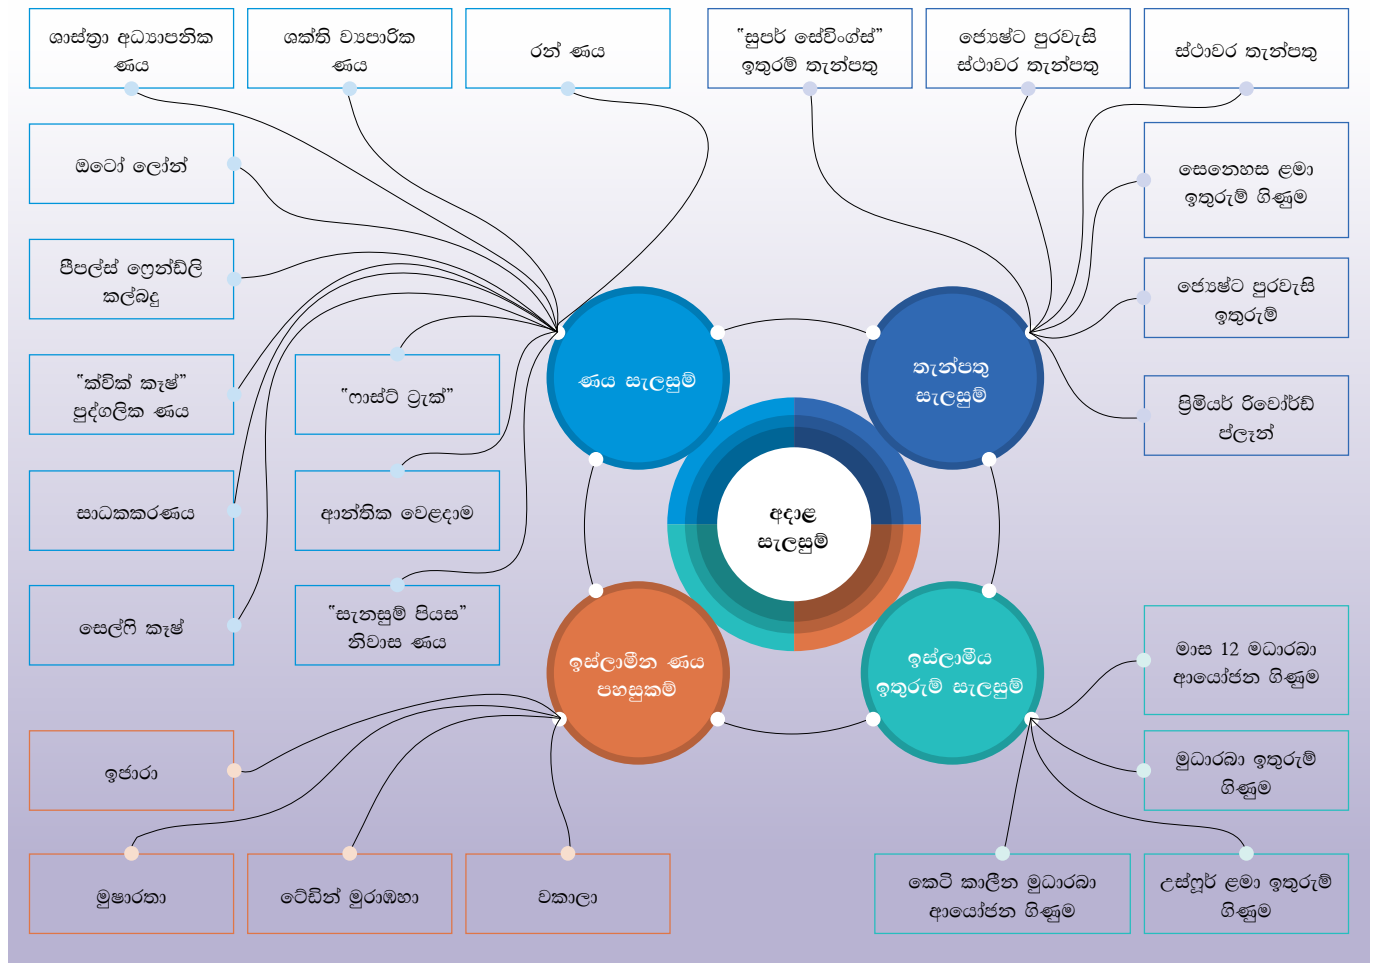 ශාස්ත්‍රා අධ්‍යාපනික
ණය
ශක්ති ව්‍යපාරික
ණය
රන් ණය
“සුපර් සේවිංග්ස්”
ඉතුරම් තැන්පතු
ජ්‍යෙෂ්ට පුරවැසි
ස්ථාවර තැන්පතු
ස්ථාවර තැන්පතු
ඔටෝ ලෝන්
සෙනෙහස ළමා
ඉතුරුම් ගිණුම
පීපල්ස් ෆ්‍රෙන්ඩ්ලි
කල්බදු
ජ්‍යෙෂ්ට පුරවැසි
ඉතුරුම්
“ක්වික් කෑෂ්”
පුද්ගලික ණය
“ෆාස්ට් ට්‍රැක්”
ණය සැලසුම්
තැන්පතු
සැලසුම්
ප්‍රිමියර් රිවෝර්ඩ්
ප්ලෑන්
සාධකකරණය
ආන්තික වෙළදාම
අදාළ
සැලසුම්
සෙල්ෆි කෑෂ්
“සැනසුම් පියස”
නිවාස ණය
ඉස්ලාමීන ණය
පහසුකම්
ඉස්ලාමීය
ඉතුරුම් සැලසුම්
මාස 12 මධාරබා
ආයෝජන ගිණුම
ඉජාරා
මුධාරබා ඉතුරුම්
ගිණුම
මුෂාරතා
ටේඩින් මුරාඹහා
වකාලා
කෙටි කාලීන මුධාරබා
ආයෝජන ගිණුම
උස්ෆූර් ළමා ඉතුරුම්
ගිණුම